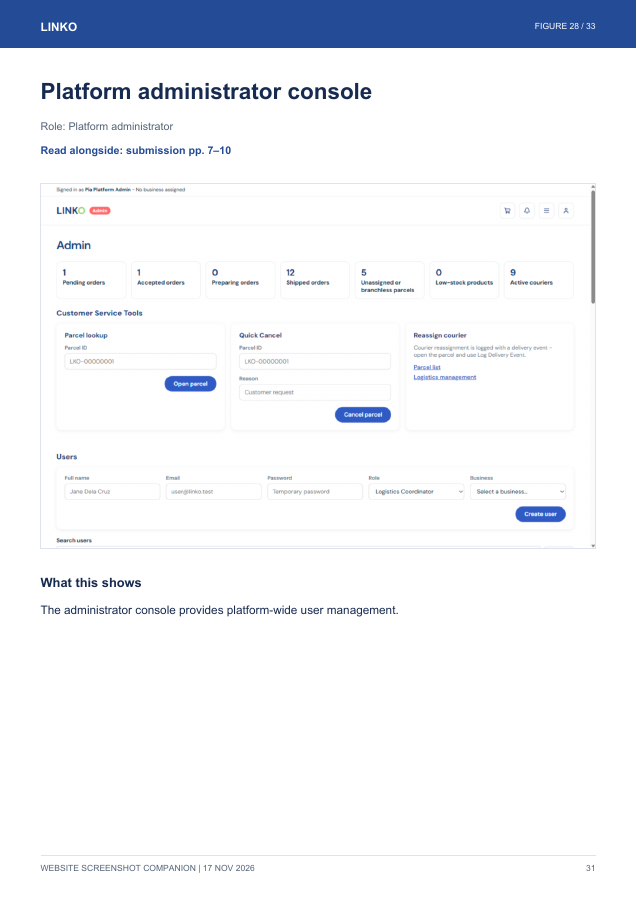 LINKO
FIGURE 28 / 33
Platform administrator console
Role: Platform administrator
Read alongside: submission pp. 7–10
Signed in as Pia Platform Admin - No business assigned
LINKO Admin
Admin
1
Pending orders
1
Accepted orders
0
Preparing orders
12
Shipped orders
5
Unassigned or
branchless parcels
0
Low-stock products
9
Active couriers
Customer Service Tools
Parcel lookup
Parcel ID
LKO-00000001
Open parcel
Quick Cancel
Parcel ID
LKO-00000001
Reason
Customer request
Cancel parcel
Reassign courier
Courier reassignment is logged with a delivery event –
open the parcel and use Log Delivery Event.
Parcel list
Logistics management
Users
Full name
Jane Dela Cruz
Email
user@linko.test
Password
Temporary password
Role
Logistics Coordinator
Business
Select a business...
Create user
Search users
What this shows
The administrator console provides platform-wide user management.
WEBSITE SCREENSHOT COMPANION | 17 NOV 2026
31